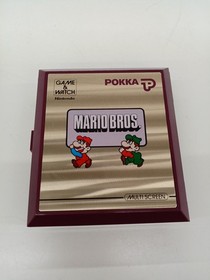 GAME &
WATCH
Nintendo
POKKA P
MARIO BROS.
MULTI SCREEN